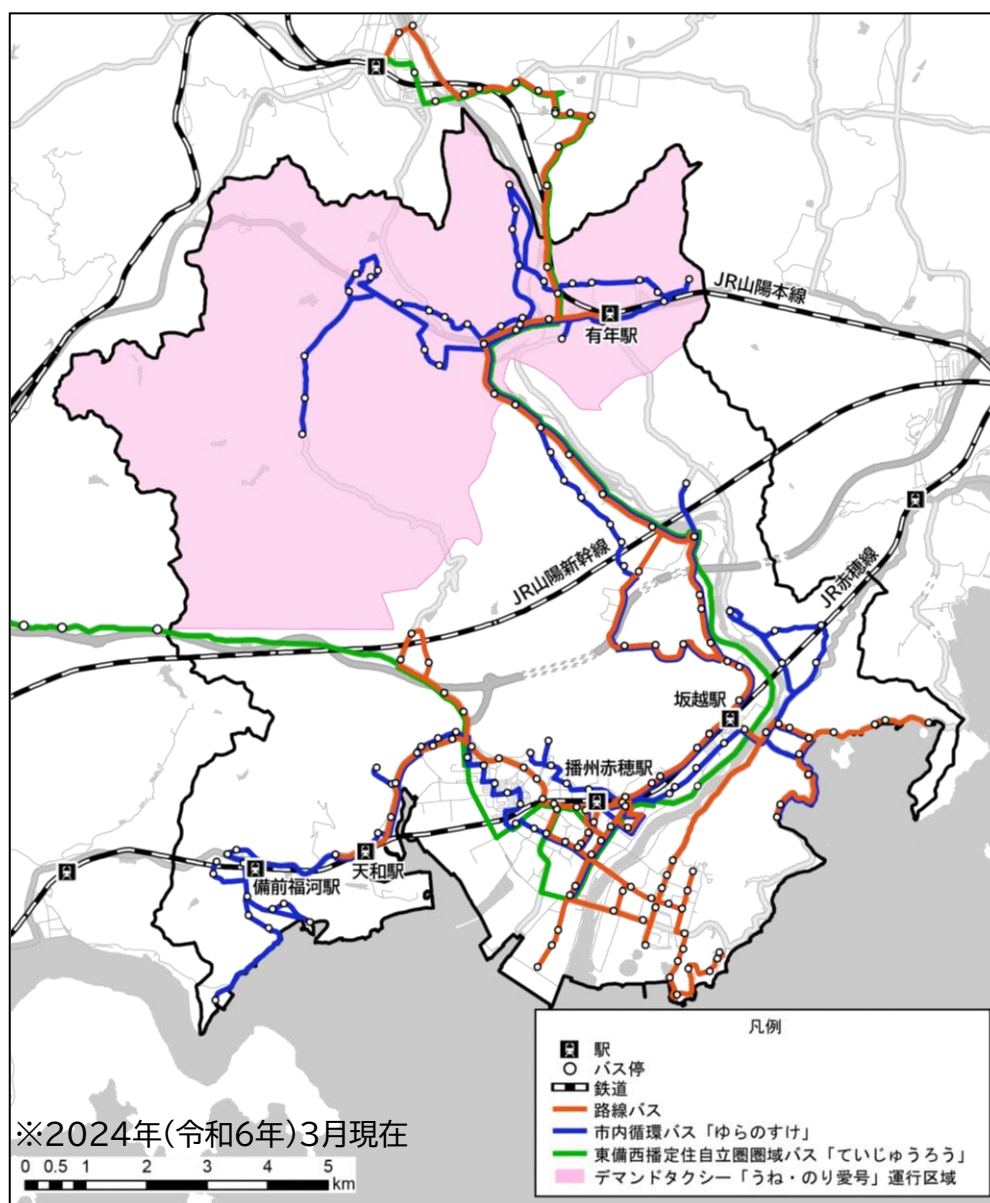 JR山陽本線
有年駅
JR山陽新幹線
JR赤穂線
坂越駅
播州赤穂駅
天和駅
備前福河駅
凡例
駅
バス停
鉄道
路線バス
市内循環バス「ゆらのすけ」
東備西播定住自立圏圏域バス「ていじゅうろう」
デマンドタクシー「うね・のり愛号」運行区域
※2024年(令和6年)3月現在
0 0.5 1 2 3 4 5
km